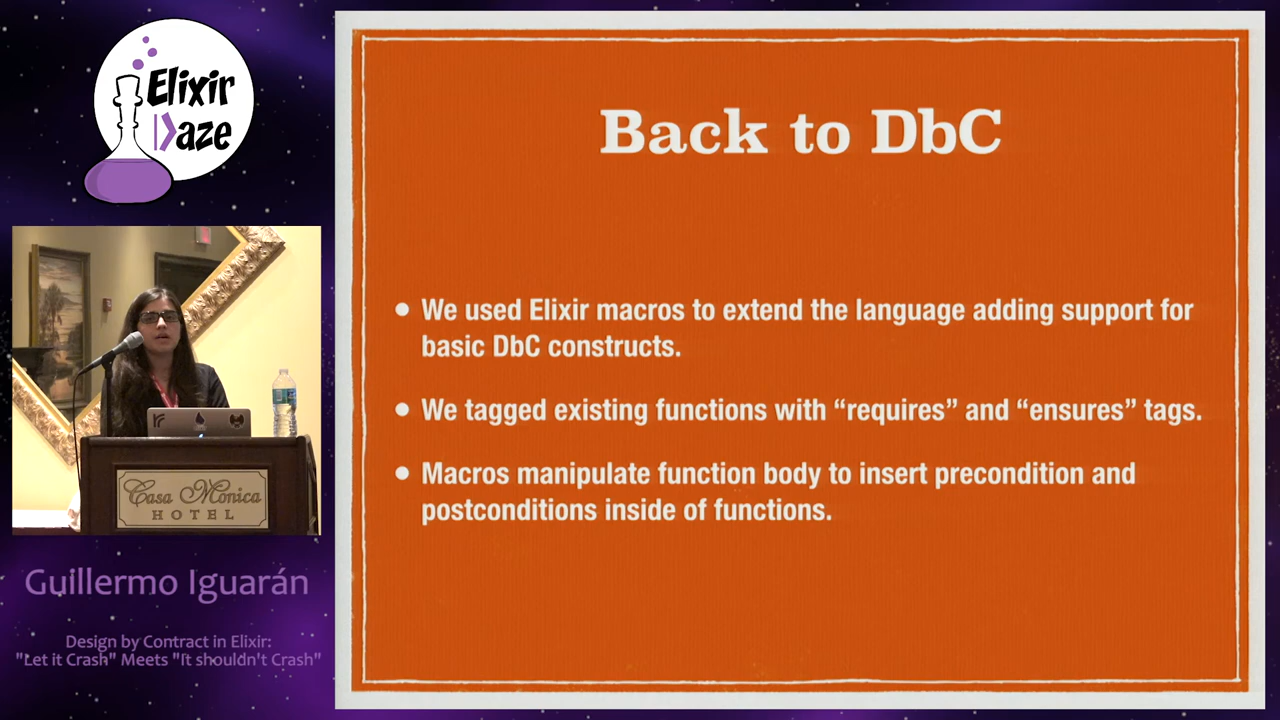 Elixir
Daze
Casa Monica
HOTEL
Guillermo Iguarán
Design by Contract in Elixir:
"Let it Crash" Meets "It shouldn't Crash"
Back to DbC
• We used Elixir macros to extend the language adding support for
basic DbC constructs.
• We tagged existing functions with “requires” and “ensures” tags.
• Macros manipulate function body to insert precondition and
postconditions inside of functions.